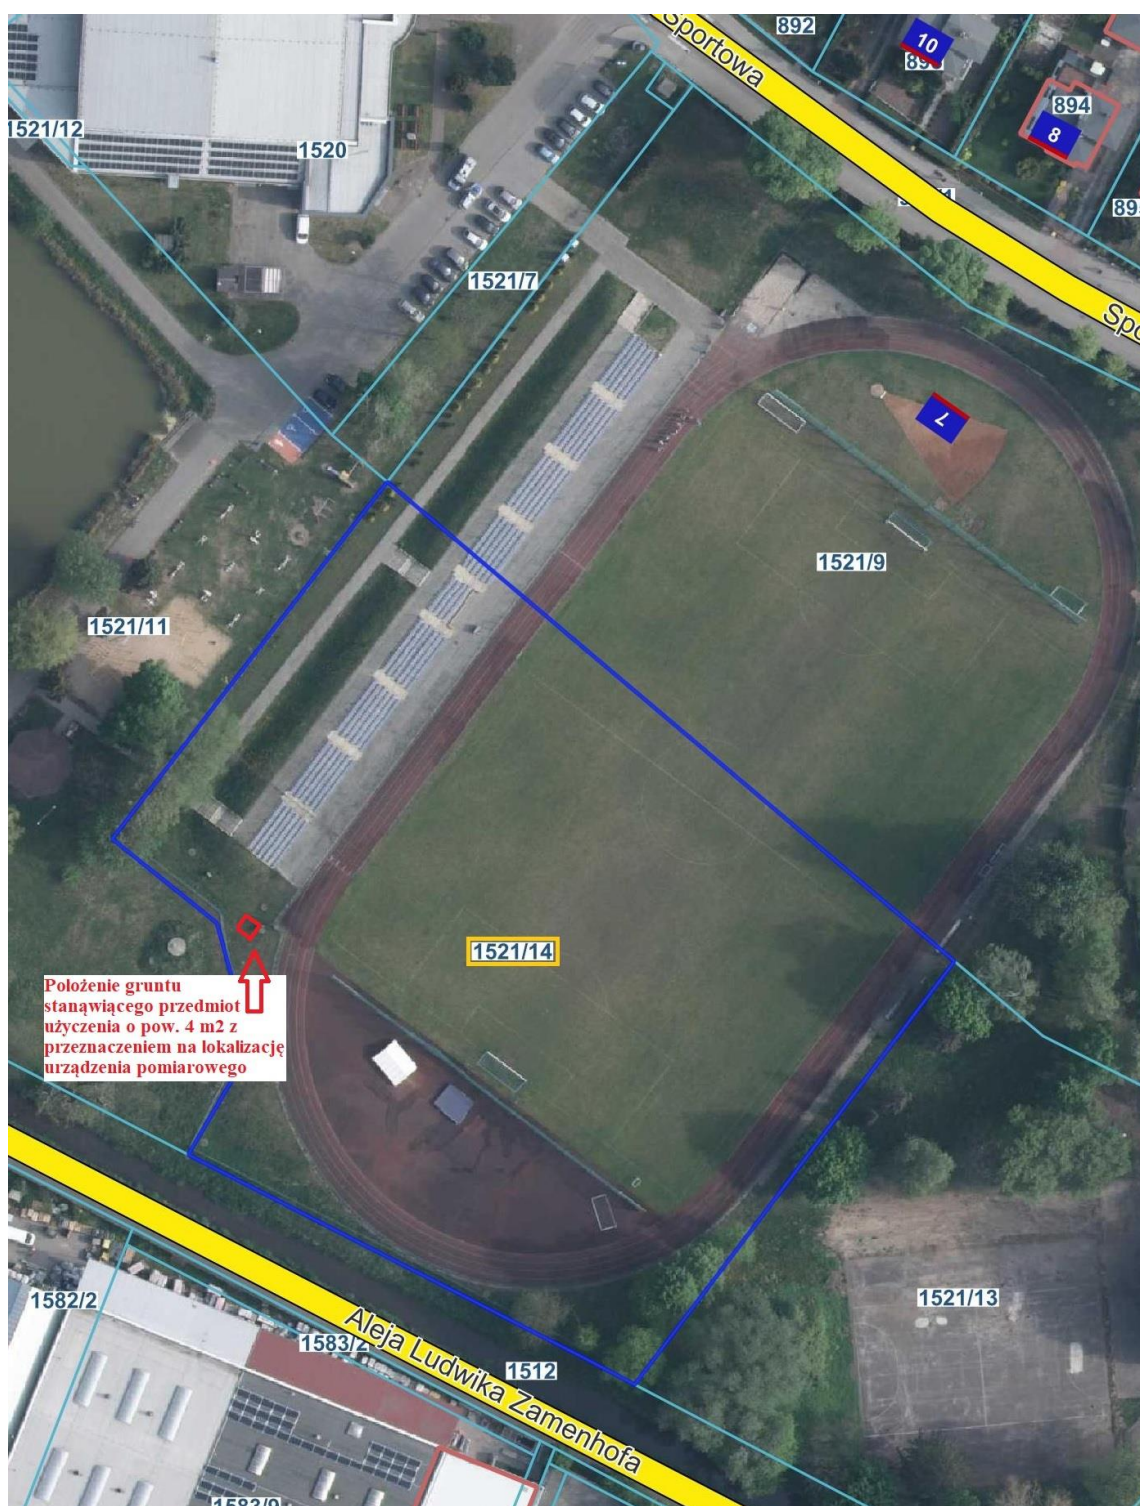 Sportowa
892
10
894
8
1521/12
1520
1521/7
Spo
7
1521/9
1521/11
1521/14
Położenie gruntu
stanąwiącego przedmiot
użyczenia o pow. 4 m2 z
przeznaczeniem na lokalizację
urządzenia pomiarowego
1521/13
1582/2
1583/2
1512
Aleja Ludwika Zamenhofa